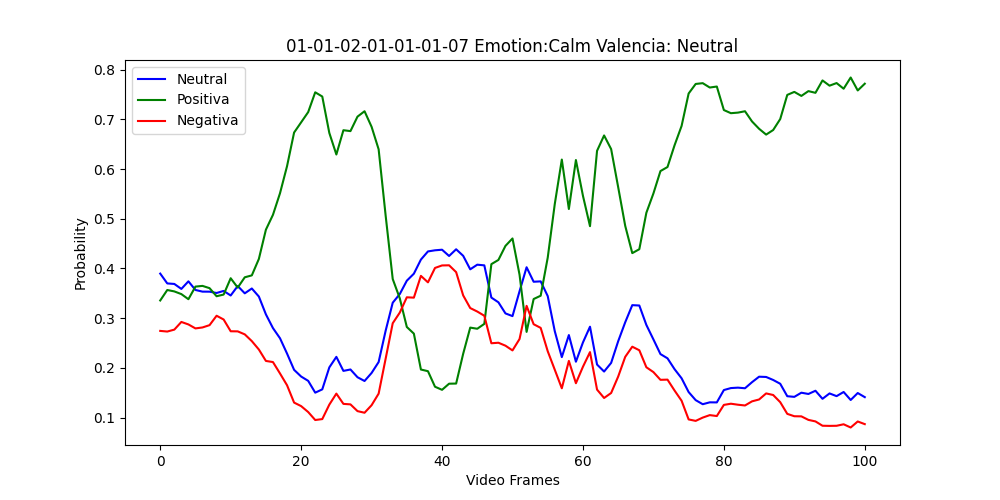 01-01-02-01-01-01-07 Emotion:Calm Valencia: Neutral
Neutral
Positiva
Negativa
Probability
0.8
0.7
0.6
0.5
0.4
0.3
0.2
0.1
0 20 40 60 80 100
Video Frames